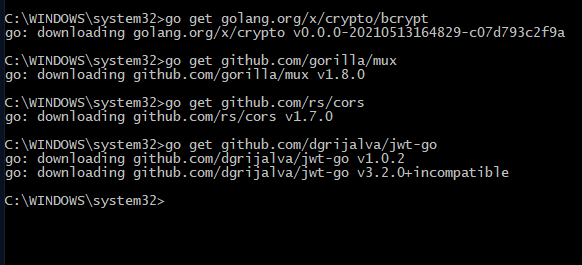 C:\WINDOWS\system32>go get golang.org/x/crypto/bcrypt
go: downloading golang.org/x/crypto v0.0.0-20210513164829-c07d793c2f9a
C:\WINDOWS\system32>go get github.com/gorilla/mux
go: downloading github.com/gorilla/mux v1.8.0
C:\WINDOWS\system32>go get github.com/rs/cors
go: downloading github.com/rs/cors v1.7.0
C:\WINDOWS\system32>go get github.com/dgrijalva/jwt-go
go: downloading github.com/dgrijalva/jwt-go v1.0.2
go: downloading github.com/dgrijalva/jwt-go v3.2.0+incompatible
C:\WINDOWS\system32>